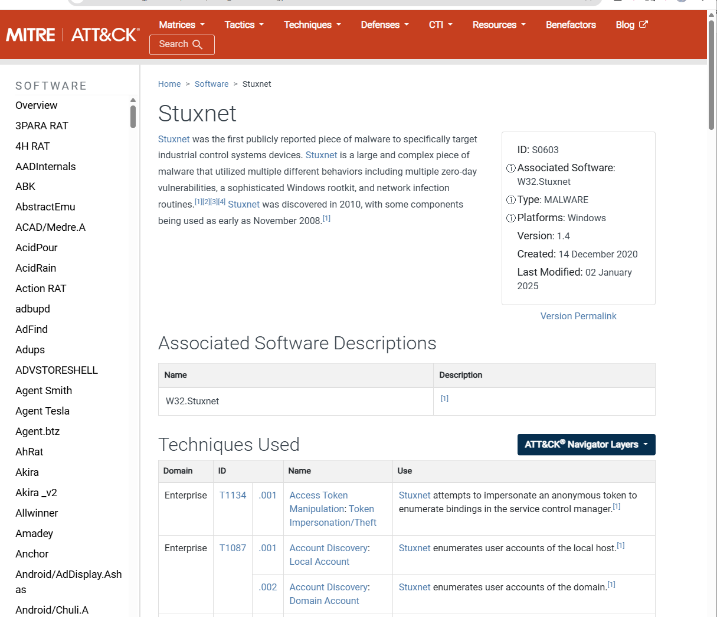 MITRE | ATT&CK®
Matrices Tactics Techniques Defenses CTI Resources Benefactors Blog
Search
SOFTWARE
Overview
3PARA RAT
4H RAT
AADInternals
ABK
AbstractEmu
ACAD/Medre.A
AcidPour
AcidRain
Action RAT
adbupd
AdFind
Adups
ADVSTORESHELL
Agent Smith
Agent Tesla
Agent.btz
AhRat
Akira
Akira _v2
Allwinner
Amadey
Anchor
Android/AdDisplay.Ash
as
Android/Chuli.A
Home > Software > Stuxnet
Stuxnet
Stuxnet was the first publicly reported piece of malware to specifically target
industrial control systems devices. Stuxnet is a large and complex piece of
malware that utilized multiple different behaviors including multiple zero-day
vulnerabilities, a sophisticated Windows rootkit, and network infection
routines.[1][2][3][4] Stuxnet was discovered in 2010, with some components
being used as early as November 2008.[1]
ID: S0603
Associated Software:
W32.Stuxnet
Type: MALWARE
Platforms: Windows
Version: 1.4
Created: 14 December 2020
Last Modified: 02 January
2025
Version Permalink
Associated Software Descriptions
Name Description
W32.Stuxnet [1]
Techniques Used
ATT&CK® Navigator Layers
Domain ID Name Use
Enterprise T1134 .001 Access Token Stuxnet attempts to impersonate an anonymous token to
Manipulation: Token enumerate bindings in the service control manager.[1]
Impersonation/Theft
Enterprise T1087 .001 Account Discovery: Stuxnet enumerates user accounts of the local host.[1]
Local Account
.002 Account Discovery: Stuxnet enumerates user accounts of the domain.[1]
Domain Account